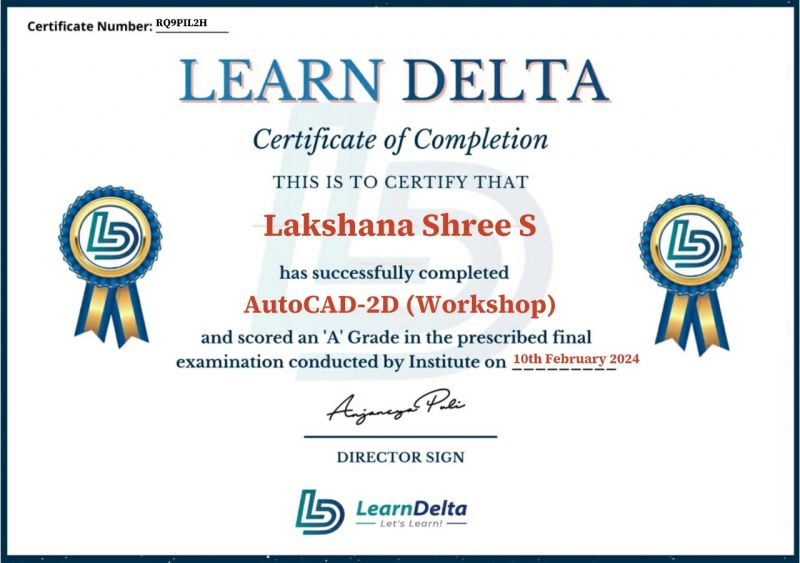 Certificate Number: RQ9PIL2H
LEARN DELTA
Certificate of Completion
THIS IS TO CERTIFY THAT
Lakshana Shree S
has successfully completed
AutoCAD-2D (Workshop)
and scored an 'A' Grade in the prescribed final
examination conducted by Institute on 10th February 2024
Anjaneya Puli
DIRECTOR SIGN
LearnDelta
Let's Learn!